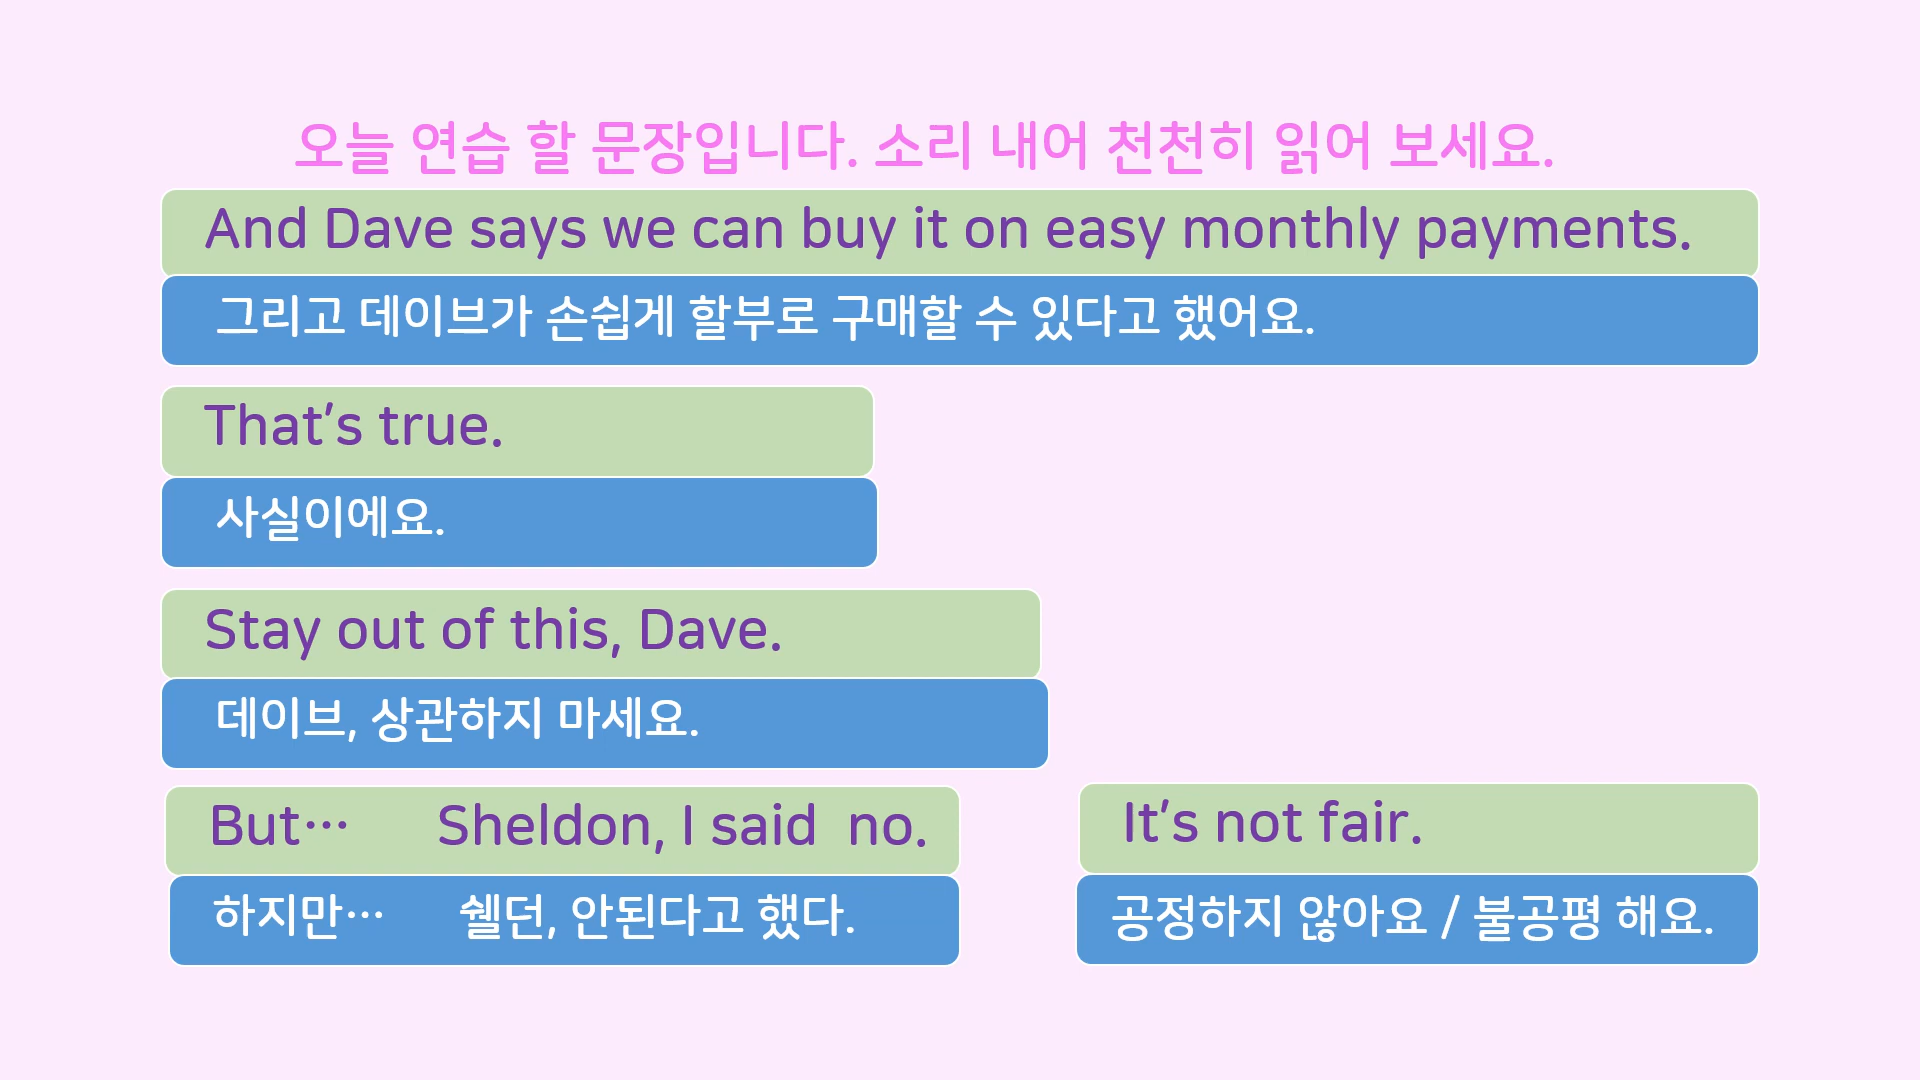 오늘 연습 할 문장입니다. 소리 내어 천천히 읽어 보세요.
And Dave says we can buy it on easy monthly payments.
그리고 데이브가 손쉽게 할부로 구매할 수 있다고 했어요.
That's true.
사실이에요.
Stay out of this, Dave.
데이브, 상관하지 마세요.
But… Sheldon, I said no.
하지만… 쉘던, 안된다고 했다.
It's not fair.
공정하지 않아요 / 불공평 해요.